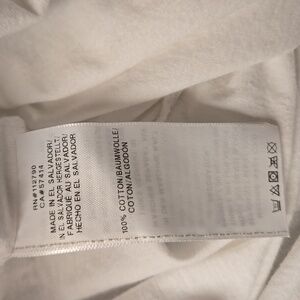 RN#112790
CA#57414
MADE IN EL SALVADOR/
IN EL SALVADOR HERGESTELLT/
FABRIQUÉ AU SALVADOR/
HECHO EN EL SALVADOR
100% COTTON/BAUMWOLLE/
COTON/ALGODÓN